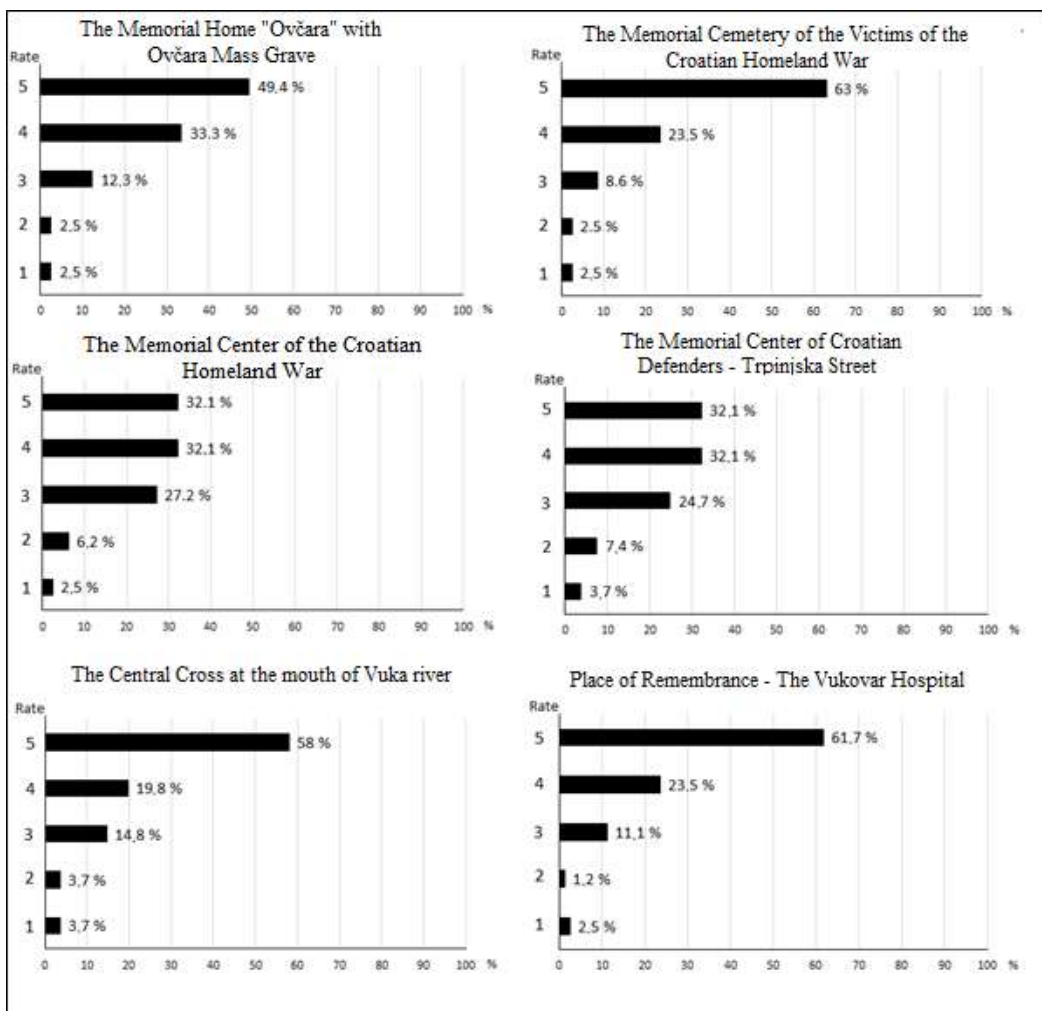 The Memorial Home "Ovčara" with
Ovčara Mass Grave
Rate
5 49.4 %
4 33.3 %
3 12,3 %
2 2.5 %
1 2,5 %
0 10 20 30 40 50 60 70 80 90 100 %
The Memorial Cemetery of the Victims of the
Croatian Homeland War
Rate
5 63 %
4 23,5 %
3 8.6 %
2 2.5 %
1 2,5 %
0 10 20 30 40 50 60 70 80 90 100 %
The Memorial Center of the Croatian
Homeland War
Rate
5 32.1 %
4 32,1 %
3 27.2 %
2 6,2 %
1 2,5 %
0 10 20 30 40 50 60 70 80 90 100 %
The Memorial Center of Croatian
Defenders - Trpinjska Street
Rate
5 32,1 %
4 32,1 %
3 24,7 %
2 7,4 %
1 3,7 %
0 10 20 30 40 50 60 70 80 90 100 %
The Central Cross at the mouth of Vuka river
Rate
5 58 %
4 19,8 %
3 14,8 %
2 3,7 %
1 3,7 %
0 10 20 30 40 50 60 70 80 90 100 %
Place of Remembrance - The Vukovar Hospital
Rate
5 61,7 %
4 23,5 %
3 11,1 %
2 1,2 %
1 2,5 %
0 10 20 30 40 50 60 70 80 90 100 %